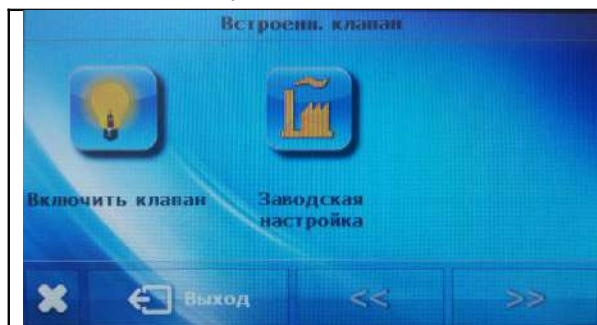 Встроенн. клапан
Включить клапан
Заводская
настройка
Выход
<<
>>